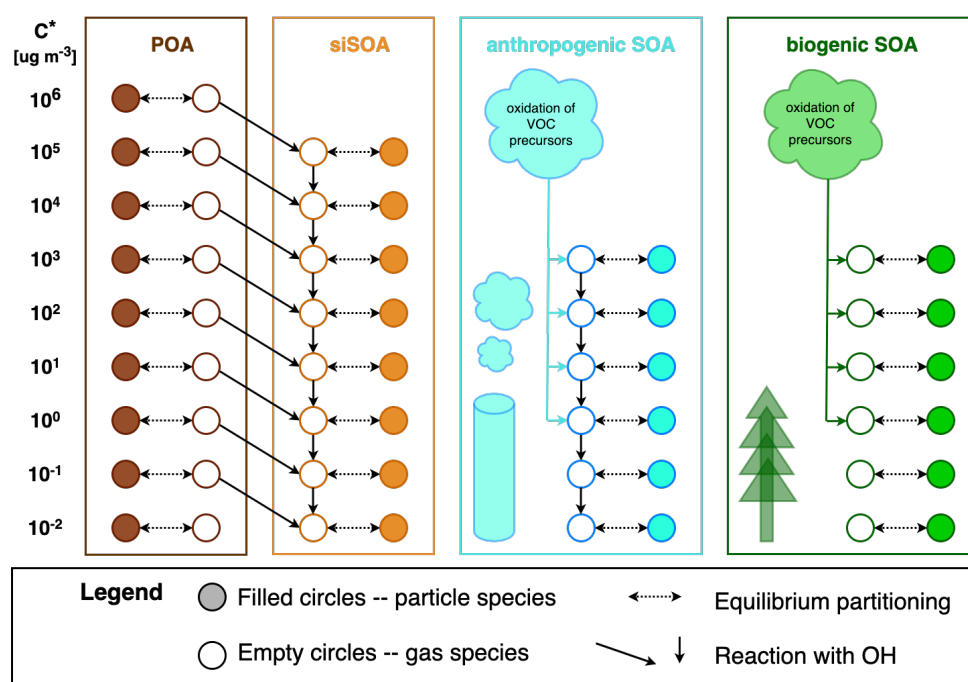 C*
[ug m-3]
POA
siSOA
anthropogenic SOA
biogenic SOA
10^6
10^5
10^4
10^3
10^2
10^1
10^0
10^-1
10^-2
oxidation of
VOC
precursors
oxidation of
VOC
precursors
Legend
Filled circles -- particle species
Equilibrium partitioning
Empty circles -- gas species
Reaction with OH